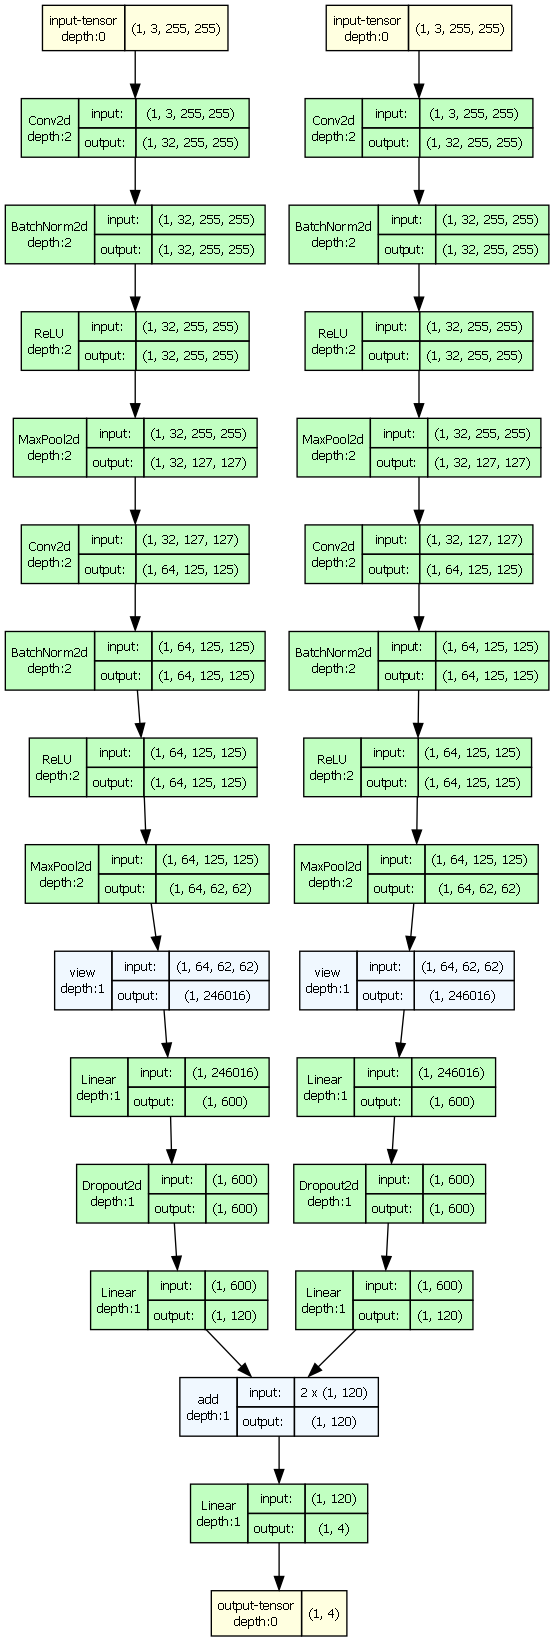 input-tensor
depth:0
(1, 3, 255, 255)
input-tensor
depth:0
(1, 3, 255, 255)
Conv2d
depth:2
input:
(1, 3, 255, 255)
output:
(1, 32, 255, 255)
Conv2d
depth:2
input:
(1, 3, 255, 255)
output:
(1, 32, 255, 255)
BatchNorm2d
depth:2
input:
(1, 32, 255, 255)
output:
(1, 32, 255, 255)
BatchNorm2d
depth:2
input:
(1, 32, 255, 255)
output:
(1, 32, 255, 255)
ReLU
depth:2
input:
(1, 32, 255, 255)
output:
(1, 32, 255, 255)
ReLU
depth:2
input:
(1, 32, 255, 255)
output:
(1, 32, 255, 255)
MaxPool2d
depth:2
input:
(1, 32, 255, 255)
output:
(1, 32, 127, 127)
MaxPool2d
depth:2
input:
(1, 32, 255, 255)
output:
(1, 32, 127, 127)
Conv2d
depth:2
input:
(1, 32, 127, 127)
output:
(1, 64, 125, 125)
Conv2d
depth:2
input:
(1, 32, 127, 127)
output:
(1, 64, 125, 125)
BatchNorm2d
depth:2
input:
(1, 64, 125, 125)
output:
(1, 64, 125, 125)
BatchNorm2d
depth:2
input:
(1, 64, 125, 125)
output:
(1, 64, 125, 125)
ReLU
depth:2
input:
(1, 64, 125, 125)
output:
(1, 64, 125, 125)
ReLU
depth:2
input:
(1, 64, 125, 125)
output:
(1, 64, 125, 125)
MaxPool2d
depth:2
input:
(1, 64, 125, 125)
output:
(1, 64, 62, 62)
MaxPool2d
depth:2
input:
(1, 64, 125, 125)
output:
(1, 64, 62, 62)
view
depth:1
input:
(1, 64, 62, 62)
output:
(1, 246016)
view
depth:1
input:
(1, 64, 62, 62)
output:
(1, 246016)
Linear
depth:1
input:
(1, 246016)
output:
(1, 600)
Linear
depth:1
input:
(1, 246016)
output:
(1, 600)
Dropout2d
depth:1
input:
(1, 600)
output:
(1, 600)
Dropout2d
depth:1
input:
(1, 600)
output:
(1, 600)
Linear
depth:1
input:
(1, 600)
output:
(1, 120)
Linear
depth:1
input:
(1, 600)
output:
(1, 120)
add
depth:1
input:
2 x (1, 120)
output:
(1, 120)
Linear
depth:1
input:
(1, 120)
output:
(1, 4)
output-tensor
depth:0
(1, 4)